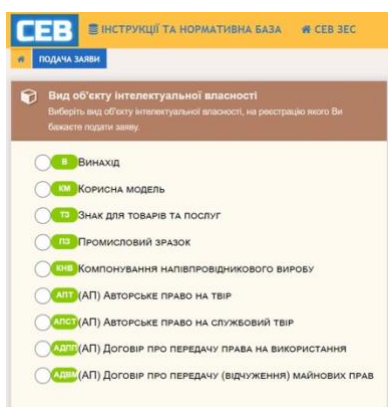 СЕВ ІНСТРУКЦІЇ ТА НОРМАТИВНА БАЗА СЕВ ЗЕС
ПОДАЧА ЗАЯВИ
Вид об'єкту інтелектуальної власності
Виберіть вид об'єкту інтелектуальної власності, на реєстрацію якого Ви
бажаєте подати заяву.
В ВИНАХІД
КМ КОРИСНА МОДЕЛЬ
ТЗ ЗНАК ДЛЯ ТОВАРІВ ТА ПОСЛУГ
ПЗ ПРОМИСЛОВИЙ ЗРАЗОК
КНВ КОМПОНУВАННЯ НАПІВПРОВІДНИКОВОГО ВИРОБУ
АПТ (АП) АВТОРСЬКЕ ПРАВО НА ТВІР
АПСТ (АП) АВТОРСЬКЕ ПРАВО НА СЛУЖБОВИЙ ТВІР
АДПП (АП) ДОГОВІР ПРО ПЕРЕДАЧУ ПРАВА НА ВИКОРИСТАННЯ
АДВМ (АП) ДОГОВІР ПРО ПЕРЕДАЧУ (ВІДЧУЖЕННЯ) МАЙНОВИХ ПРАВ